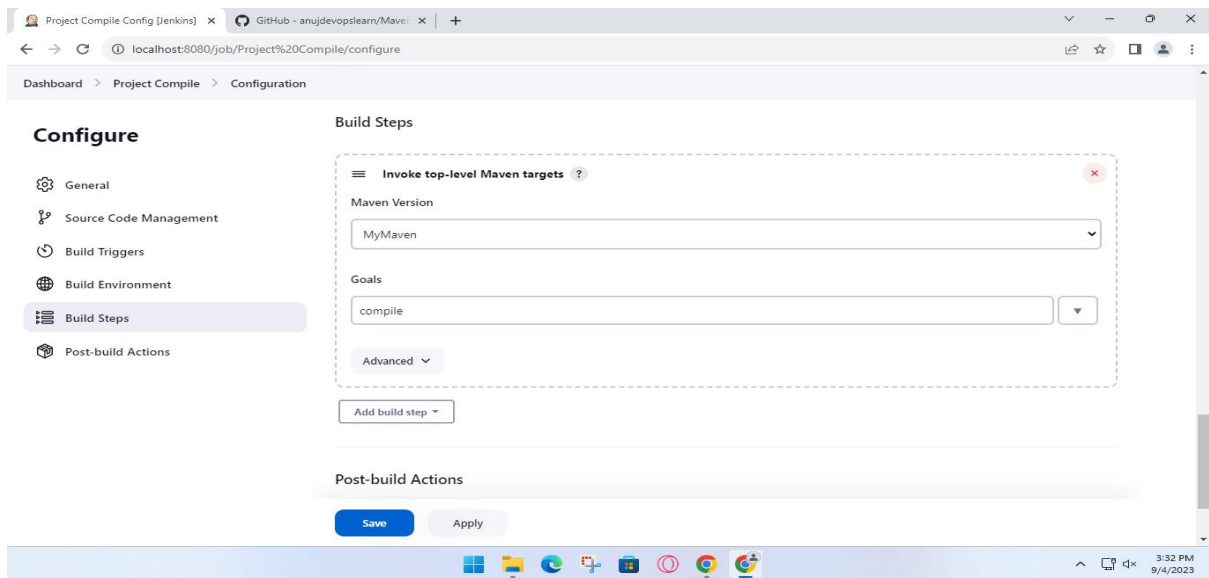 Project Compile Config [Jenkins]
GitHub - anujdevopslearn/Maven
localhost:8080/job/Project%20Compile/configure
Dashboard > Project Compile > Configuration
Configure
General
Source Code Management
Build Triggers
Build Environment
Build Steps
Post-build Actions
Build Steps
Invoke top-level Maven targets ?
Maven Version
MyMaven
Goals
compile
Advanced
Add build step
Post-build Actions
Save Apply
3:32 PM
9/4/2023